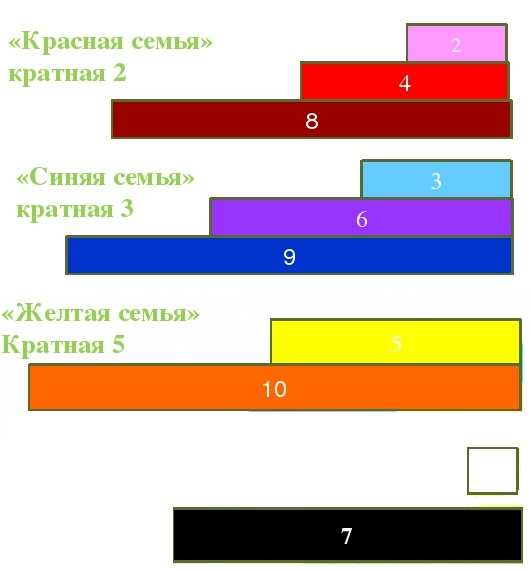 «Красная семья»
кратная 2
2
4
8
«Синяя семья»
кратная 3
3
6
9
«Желтая семья»
Кратная 5
5
10
7